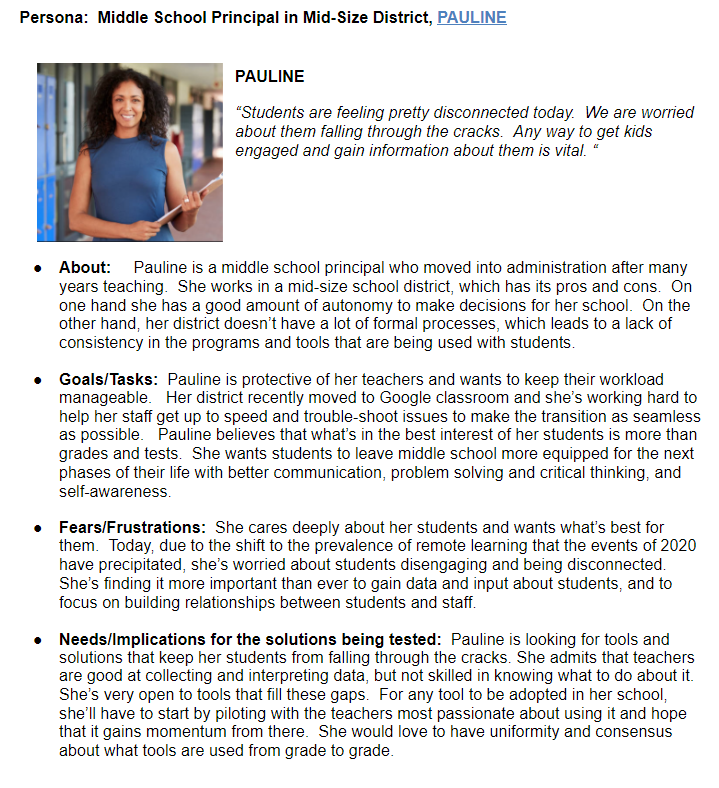 Persona:  Middle School Principal in Mid-Size District, PAULINE
PAULINE
“Students are feeling pretty disconnected today.  We are worried
about them falling through the cracks.  Any way to get kids
engaged and gain information about them is vital. “
● About:    Pauline is a middle school principal who moved into administration after many
years teaching.  She works in a mid-size school district, which has its pros and cons.  On
one hand she has a good amount of autonomy to make decisions for her school.  On the
other hand, her district doesn’t have a lot of formal processes, which leads to a lack of
consistency in the programs and tools that are being used with students.
● Goals/Tasks:  Pauline is protective of her teachers and wants to keep their workload
manageable.   Her district recently moved to Google classroom and she’s working hard to
help her staff get up to speed and trouble-shoot issues to make the transition as seamless
as possible.   Pauline believes that what’s in the best interest of her students is more than
grades and tests.  She wants students to leave middle school more equipped for the next
phases of their life with better communication, problem solving and critical thinking, and
self-awareness.
● Fears/Frustrations:  She cares deeply about her students and wants what’s best for
them.  Today, due to the shift to the prevalence of remote learning that the events of 2020
have precipitated, she’s worried about students disengaging and being disconnected.
She’s finding it more important than ever to gain data and input about students, and to
focus on building relationships between students and staff.
● Needs/Implications for the solutions being tested:  Pauline is looking for tools and
solutions that keep her students from falling through the cracks. She admits that teachers
are good at collecting and interpreting data, but not skilled in knowing what to do about it.
She’s very open to tools that fill these gaps.  For any tool to be adopted in her school,
she’ll have to start by piloting with the teachers most passionate about using it and hope
that it gains momentum from there.  She would love to have uniformity and consensus
about what tools are used from grade to grade.